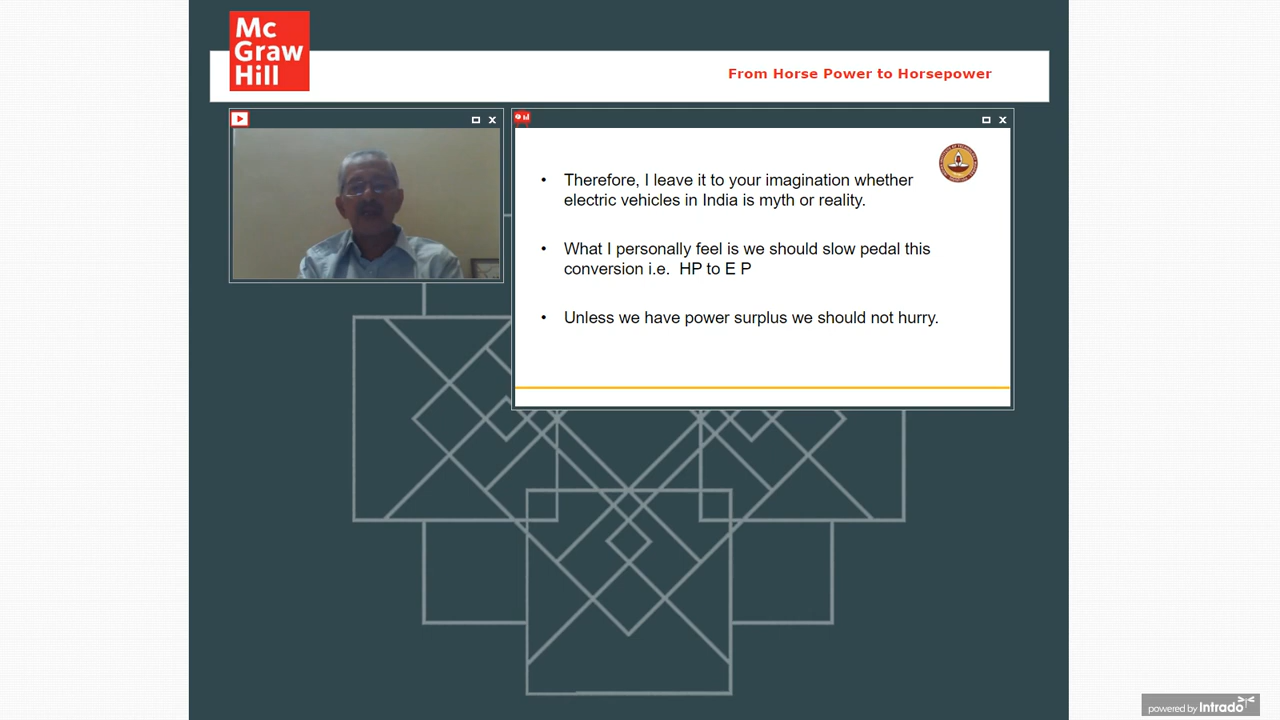 Mc
Graw
Hill
From Horse Power to Horsepower
• Therefore, I leave it to your imagination whether
electric vehicles in India is myth or reality.
• What I personally feel is we should slow pedal this
conversion i.e. HP to E P
• Unless we have power surplus we should not hurry.
powered by Intrado